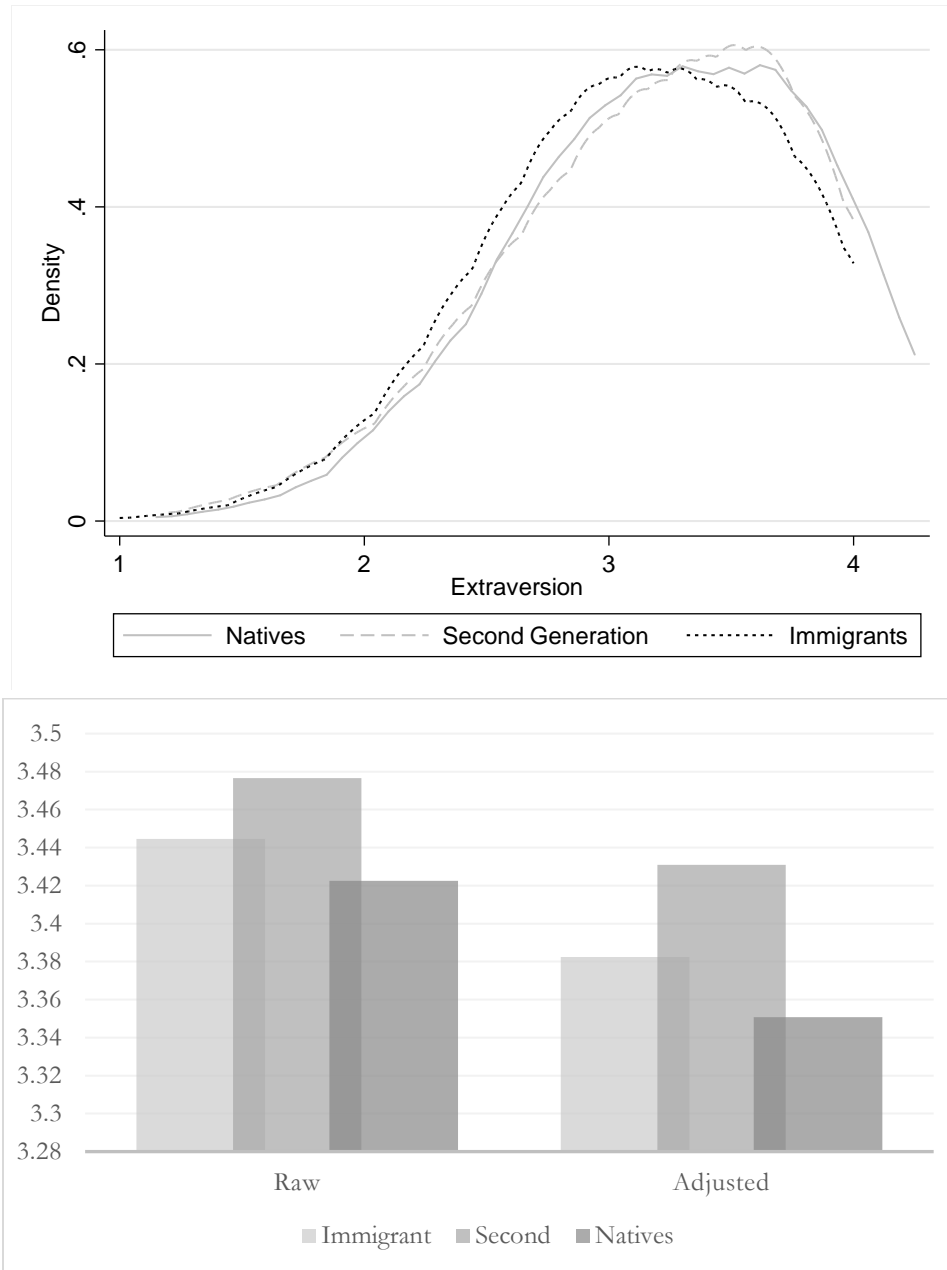 .6
.4
.2
0
Density
1 2 3 4
Extraversion
Natives Second Generation Immigrants
3.5
3.48
3.46
3.44
3.42
3.4
3.38
3.36
3.34
3.32
3.3
3.28
Raw Adjusted
Immigrant Second Natives